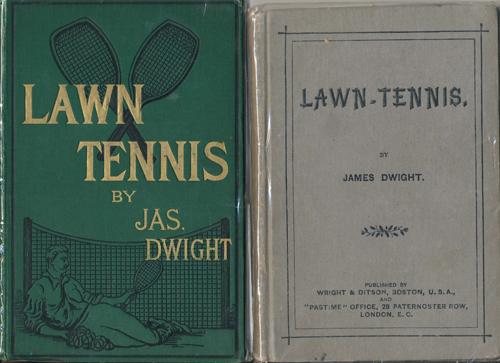 LAWN
TENNIS
BY
JAS.
DWIGHT
LAWN-TENNIS.
BY
JAMES DWIGHT.
PUBLISHED BY
WRIGHT & DITSON, BOSTON, U.S.A.,
AND
"PASTIME" OFFICE, 28 PATERNOSTER ROW,
LONDON, E. C.